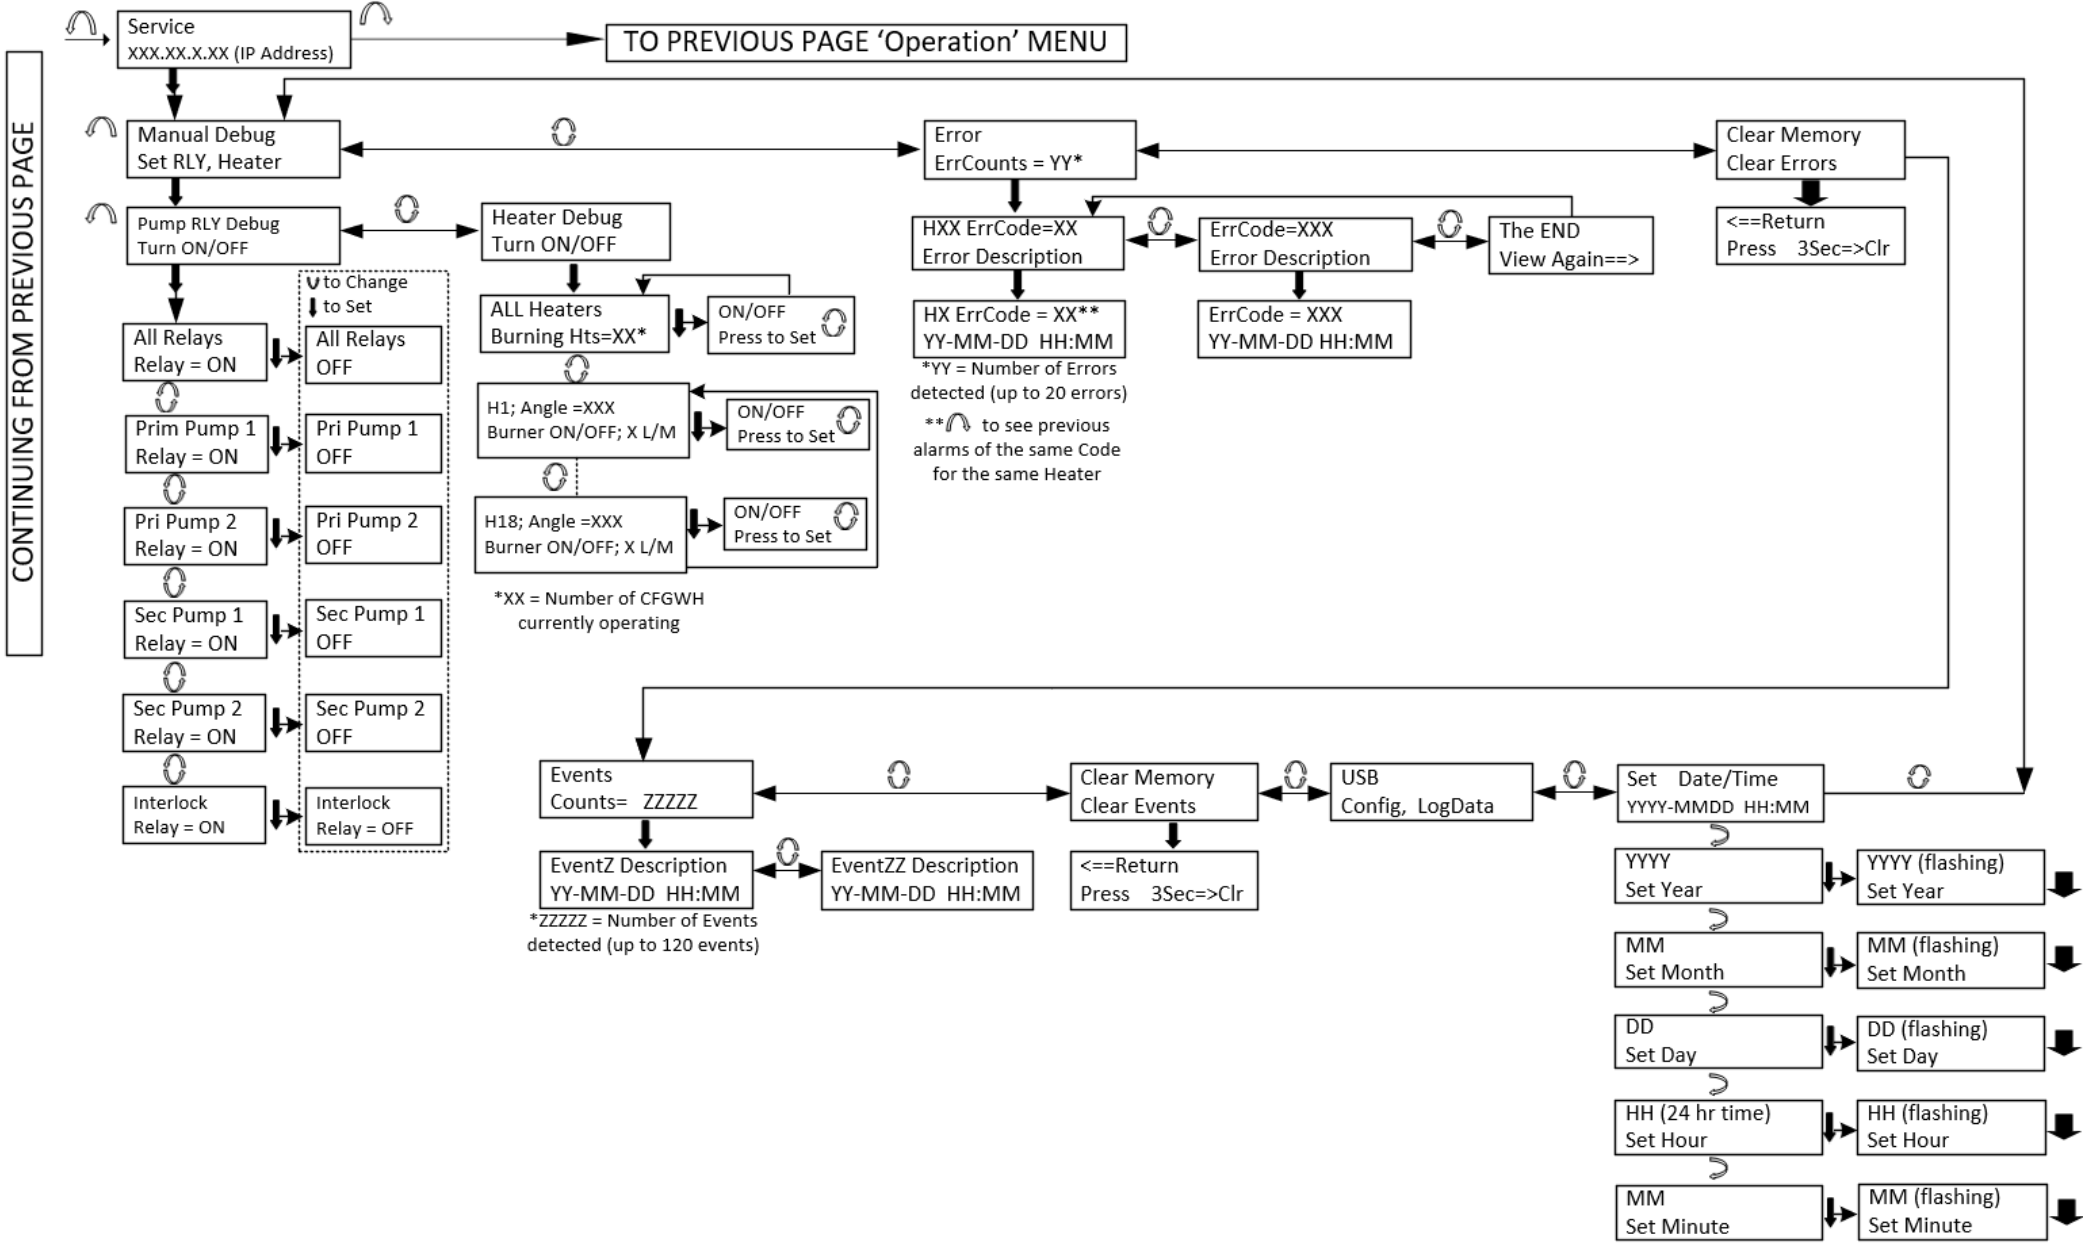 Service
XXX.XX.X.XX (IP Address)
TO PREVIOUS PAGE ‘Operation’ MENU
CONTINUING FROM PREVIOUS PAGE
Manual Debug
Set RLY, Heater
Error
ErrCounts = YY*
Clear Memory
Clear Errors
<==Return
Press 3Sec=>Clr
Pump RLY Debug
Turn ON/OFF
Heater Debug
Turn ON/OFF
HXX ErrCode=XX
Error Description
ErrCode=XXX
Error Description
The END
View Again==>
HX ErrCode = XX**
YY-MM-DD HH:MM
ErrCode = XXX
YY-MM-DD HH:MM
*YY = Number of Errors
detected (up to 20 errors)
** to see previous
alarms of the same Code
for the same Heater
to Change
to Set
All Relays
Relay = ON
All Relays
OFF
Prim Pump 1
Relay = ON
Pri Pump 1
OFF
Pri Pump 2
Relay = ON
Pri Pump 2
OFF
Sec Pump 1
Relay = ON
Sec Pump 1
OFF
Sec Pump 2
Relay = ON
Sec Pump 2
OFF
Interlock
Relay = ON
Interlock
Relay = OFF
ALL Heaters
Burning Hts=XX*
ON/OFF
Press to Set
H1; Angle =XXX
Burner ON/OFF; X L/M
ON/OFF
Press to Set
H18; Angle =XXX
Burner ON/OFF; X L/M
ON/OFF
Press to Set
*XX = Number of CFGWH
currently operating
Events
Counts= ZZZZZ
Clear Memory
Clear Events
USB
Config, LogData
Set Date/Time
YYYY-MMDD HH:MM
EventZ Description
YY-MM-DD HH:MM
EventZZ Description
YY-MM-DD HH:MM
<==Return
Press 3Sec=>Clr
*ZZZZZ = Number of Events
detected (up to 120 events)
YYYY
Set Year
YYYY (flashing)
Set Year
MM
Set Month
MM (flashing)
Set Month
DD
Set Day
DD (flashing)
Set Day
HH (24 hr time)
Set Hour
HH (flashing)
Set Hour
MM
Set Minute
MM (flashing)
Set Minute